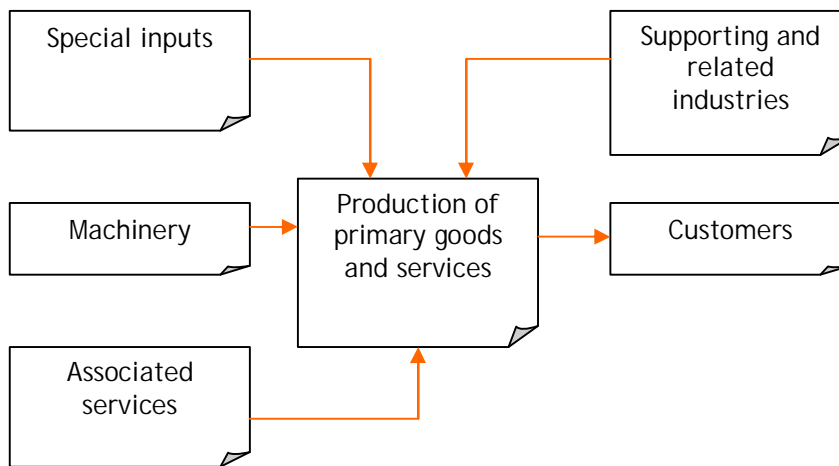 Special inputs
Supporting and
related
industries
Machinery
Production of
primary goods
and services
Customers
Associated
services